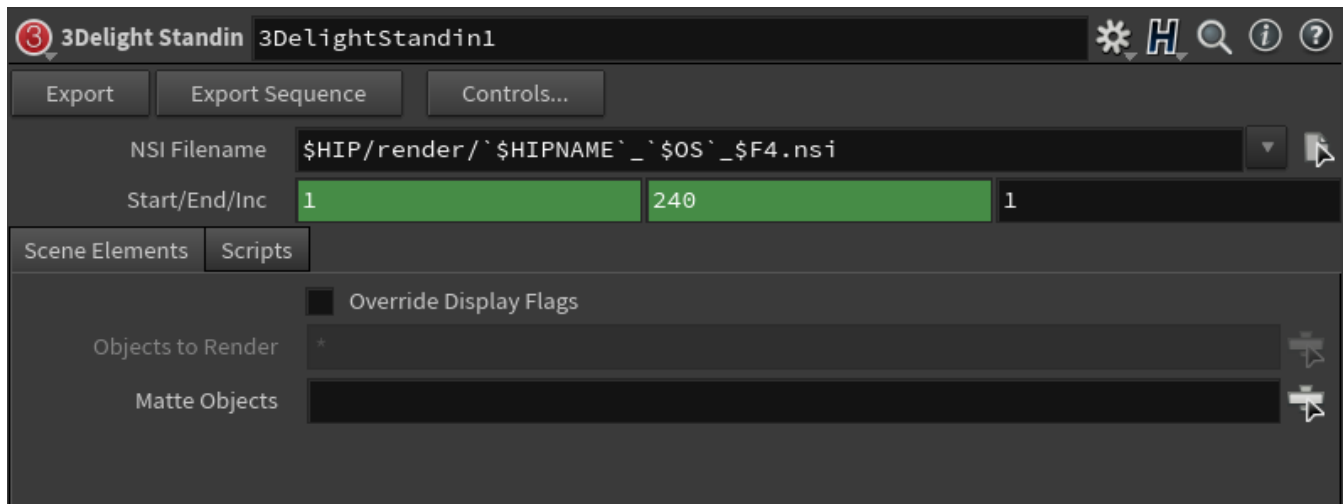 3 3Delight Standin 3DelightStandin1 H i ?
Export Export Sequence Controls...
NSI Filename $HIP/render/`$HIPNAME`_`$OS`_$F4.nsi
Start/End/Inc 1 240 1
Scene Elements Scripts
Override Display Flags
Objects to Render *
Matte Objects